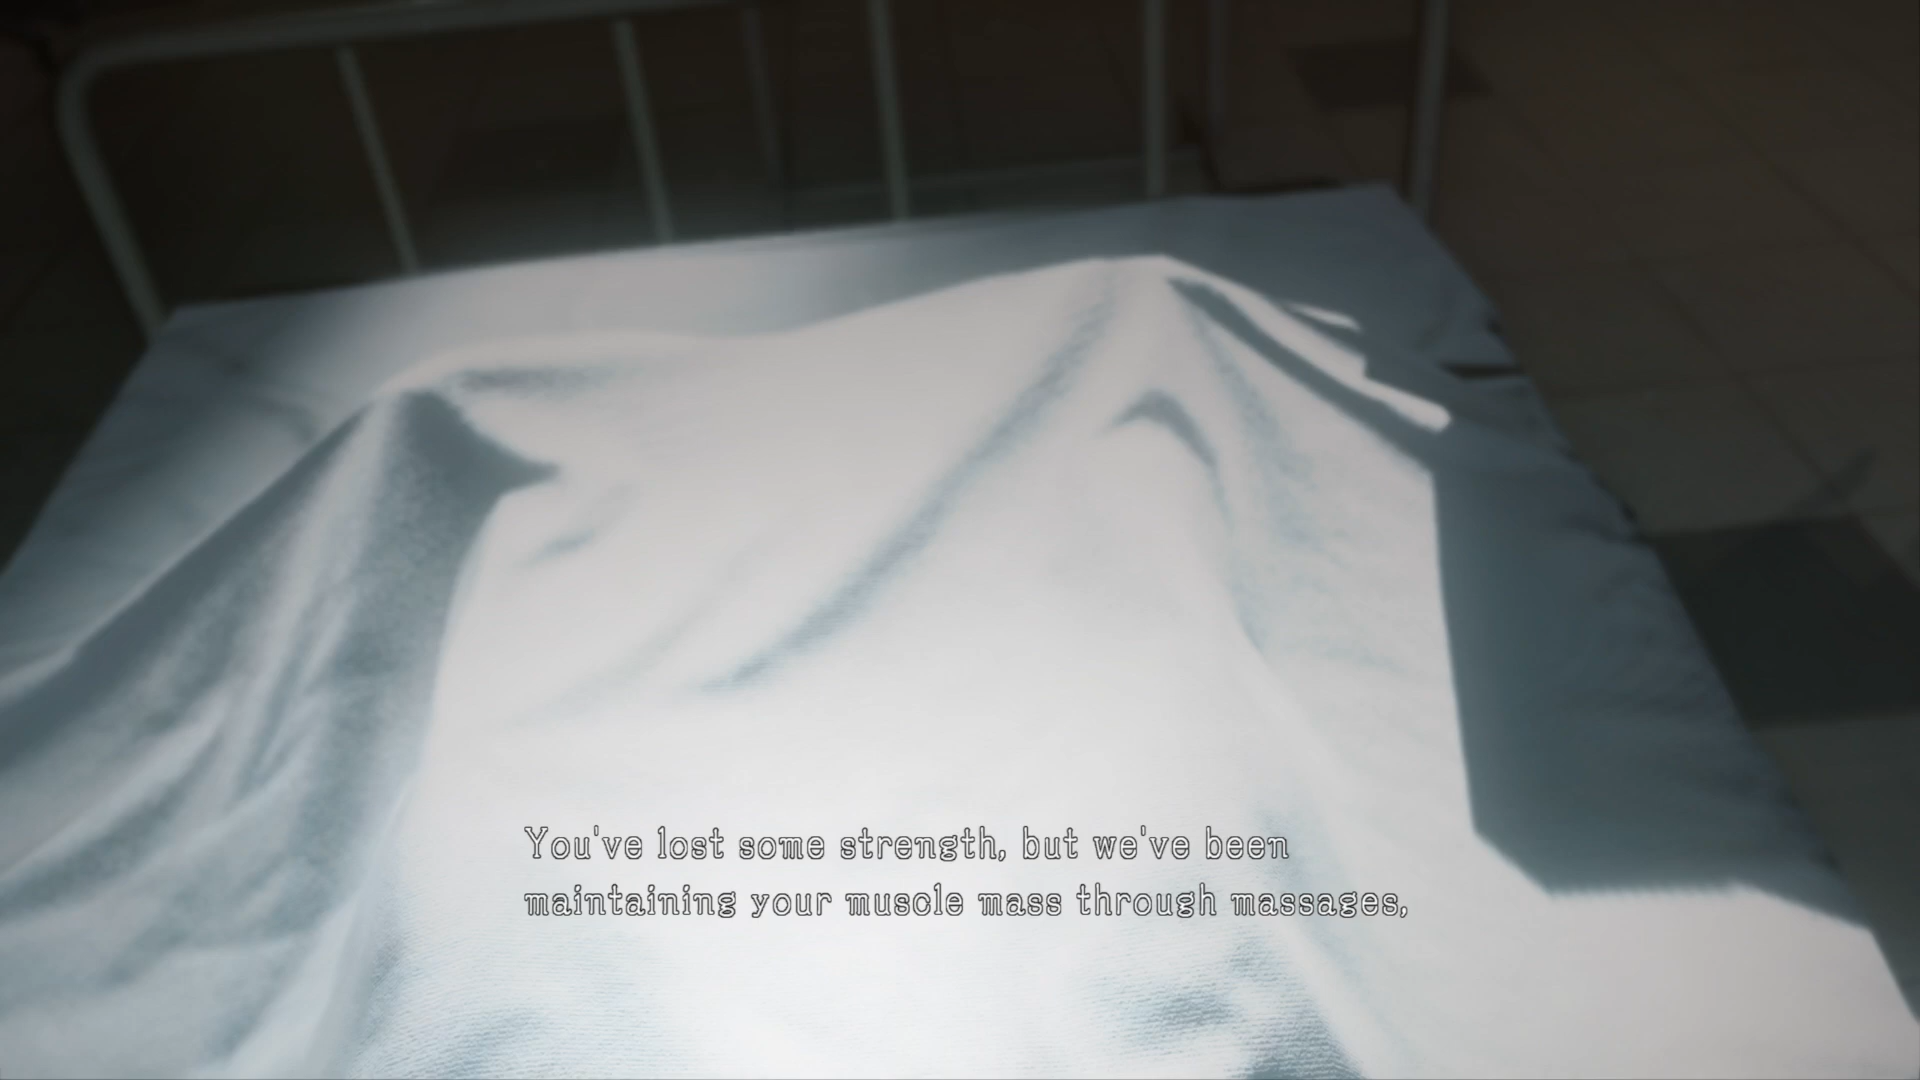 You've lost some strength, but we've been
maintaining your muscle mass through massages,